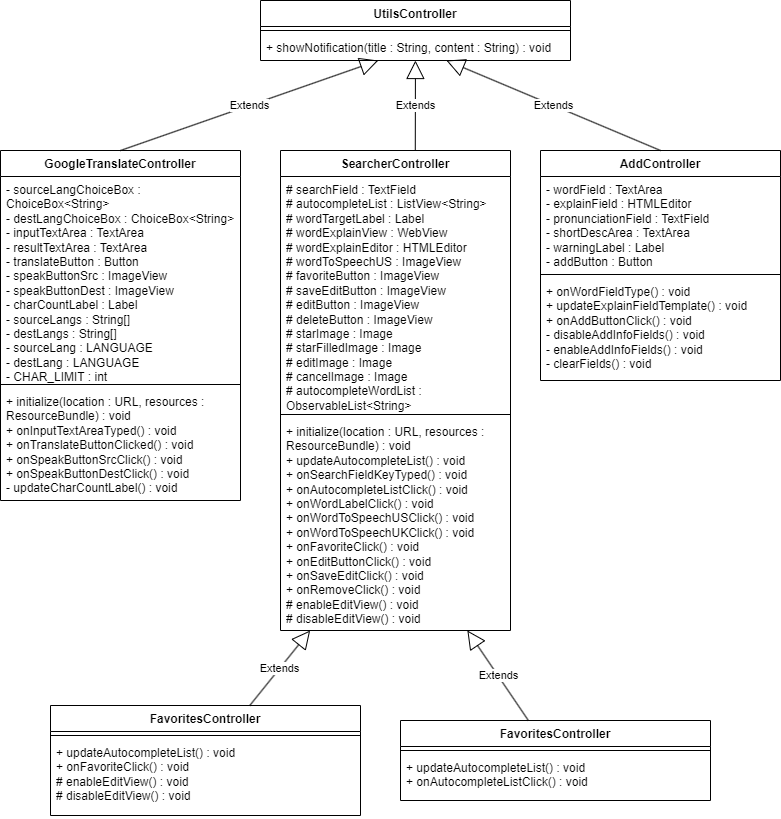 UtilsController
+ showNotification(title : String, content : String) : void
Extends
Extends
Extends
GoogleTranslateController
- sourceLangChoiceBox :
ChoiceBox<String>
- destLangChoiceBox : ChoiceBox<String>
- inputTextArea : TextArea
- resultTextArea : TextArea
- translateButton : Button
- speakButtonSrc : ImageView
- speakButtonDest : ImageView
- charCountLabel : Label
- sourceLangs : String[]
- destLangs : String[]
- sourceLang : LANGUAGE
- destLang : LANGUAGE
- CHAR_LIMIT : int
+ initialize(location : URL, resources :
ResourceBundle) : void
+ onInputTextAreaTyped() : void
+ onTranslateButtonClicked() : void
+ onSpeakButtonSrcClick() : void
+ onSpeakButtonDestClick() : void
- updateCharCountLabel() : void
SearcherController
# searchField : TextField
# autocompleteList : ListView<String>
# wordTargetLabel : Label
# wordExplainView : WebView
# wordExplainEditor : HTMLEditor
# wordToSpeechUS : ImageView
# favoriteButton : ImageView
# saveEditButton : ImageView
# editButton : ImageView
# deleteButton : ImageView
# starImage : Image
# starFilledImage : Image
# editImage : Image
# cancelImage : Image
# autocompleteWordList :
ObservableList<String>
+ initialize(location : URL, resources :
ResourceBundle) : void
+ updateAutocompleteList() : void
+ onSearchFieldKeyTyped() : void
+ onAutocompleteListClick() : void
+ onWordLabelClick() : void
+ onWordToSpeechUSClick() : void
+ onWordToSpeechUKClick() : void
+ onFavoriteClick() : void
+ onEditButtonClick() : void
+ onSaveEditClick() : void
+ onRemoveClick() : void
# enableEditView() : void
# disableEditView() : void
AddController
- wordField : TextArea
- explainField : HTMLEditor
- pronunciationField : TextField
- shortDescArea : TextArea
- warningLabel : Label
- addButton : Button
+ onWordFieldType() : void
+ updateExplainFieldTemplate() : void
+ onAddButtonClick() : void
- disableAddInfoFields() : void
- enableAddInfoFields() : void
- clearFields() : void
Extends
Extends
FavoritesController
+ updateAutocompleteList() : void
+ onFavoriteClick() : void
# enableEditView() : void
# disableEditView() : void
FavoritesController
+ updateAutocompleteList() : void
+ onAutocompleteListClick() : void